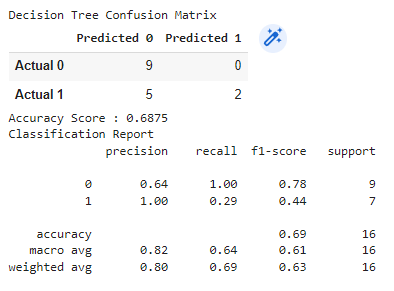 Decision Tree Confusion Matrix
Predicted 0 Predicted 1
Actual 0 9 0
Actual 1 5 2
Accuracy Score : 0.6875
Classification Report
precision recall f1-score support
0 0.64 1.00 0.78 9
1 1.00 0.29 0.44 7
accuracy 0.69 16
macro avg 0.82 0.64 0.61 16
weighted avg 0.80 0.69 0.63 16